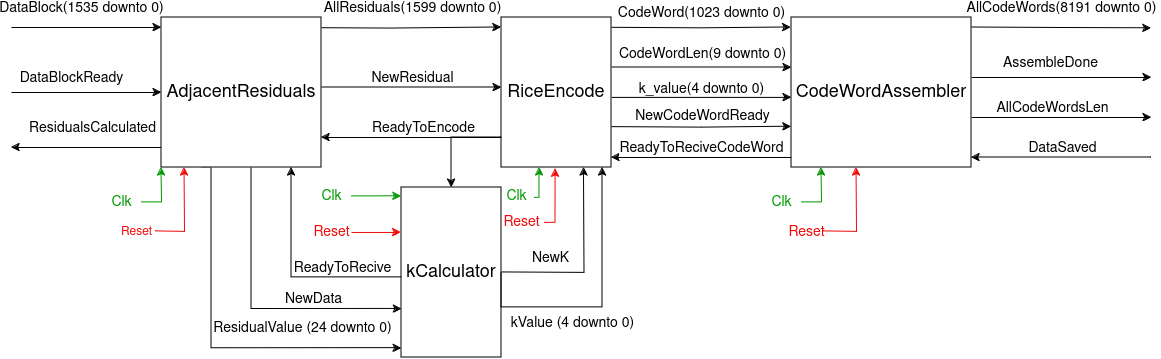 DataBlock(1535 downto 0)
AllResiduals(1599 downto 0)
CodeWord(1023 downto 0)
AllCodeWords(8191 downto 0)
CodeWordLen(9 downto 0)
AssembleDone
DataBlockReady
NewResidual
k_value(4 downto 0)
AdjacentResiduals
RiceEncode
CodeWordAssembler
AllCodeWordsLen
NewCodeWordReady
ResidualsCalculated
ReadyToEncode
ReadyToReciveCodeWord
DataSaved
Clk
Clk
Clk
Clk
Reset
Reset
Reset
Reset
NewK
ReadyToRecive
kCalculator
NewData
ResidualValue (24 downto 0)
kValue (4 downto 0)